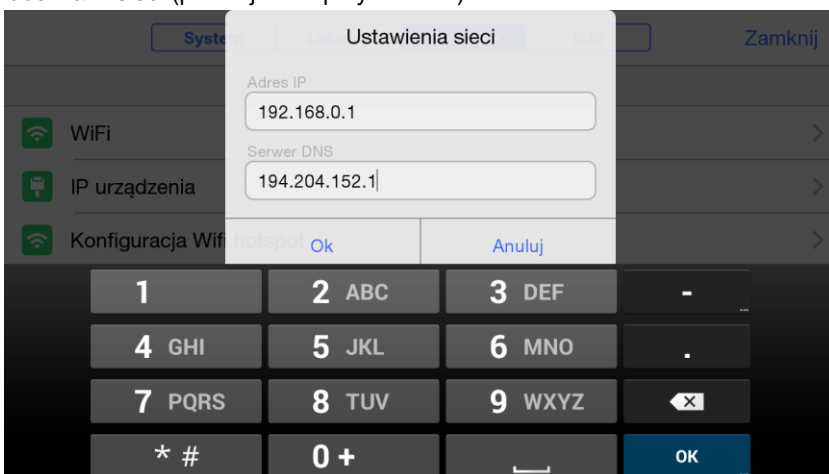 System
Info
Zamknij
Ustawienia sieci
Adres IP
192.168.0.1
WiFi
Serwer DNS
194.204.152.1
IP urządzenia
Konfiguracja Wifi hotspot
Ok
Anuluj
1
2 ABC
3 DEF
-
4 GHI
5 JKL
6 MNO
.
7 PQRS
8 TUV
9 WXYZ
* #
0 +
OK